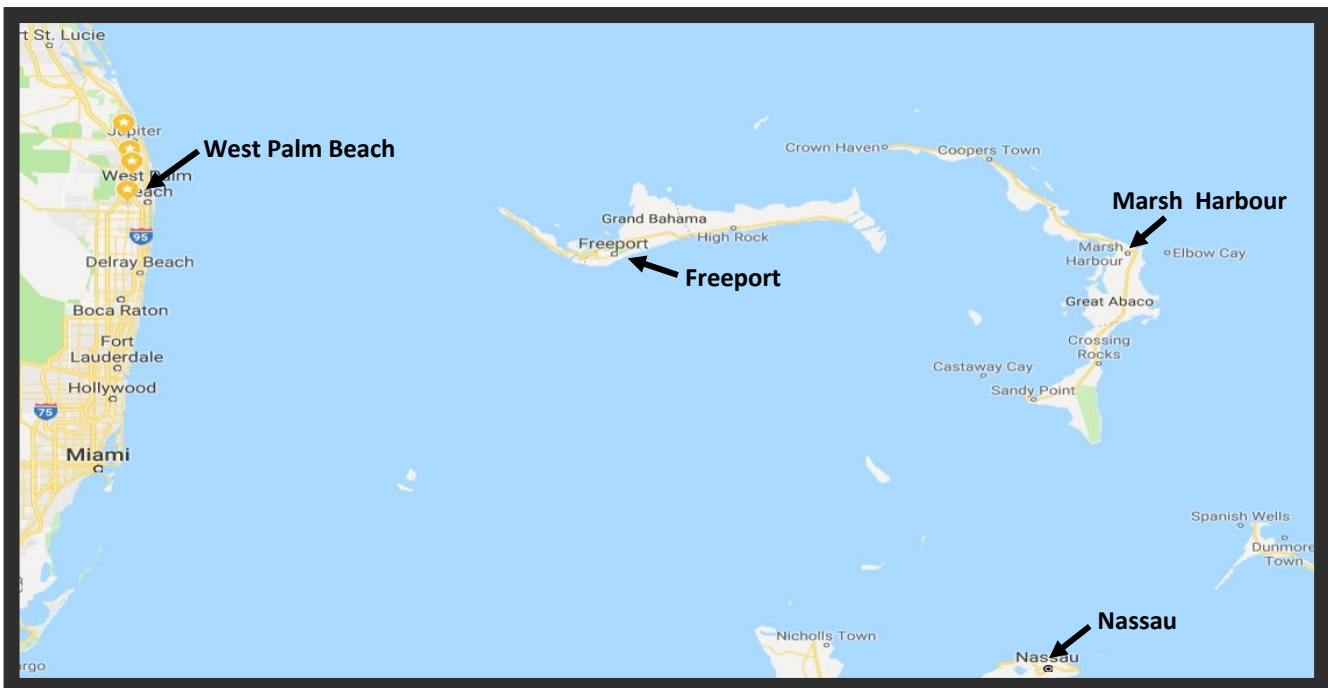 rt St. Lucie
Jupiter
West Palm Beach
West Palm
Beach
95
Delray Beach
Boca Raton
Fort
Lauderdale
Hollywood
75
Miami
argo
Crown Haven
Coopers Town
Grand Bahama
High Rock
Freeport
Freeport
Marsh Harbour
Marsh
Harbour
Elbow Cay
Great Abaco
Crossing
Rocks
Castaway Cay
Sandy Point
Spanish Wells
Dunmore
Town
Nicholls Town
Nassau
Nassau